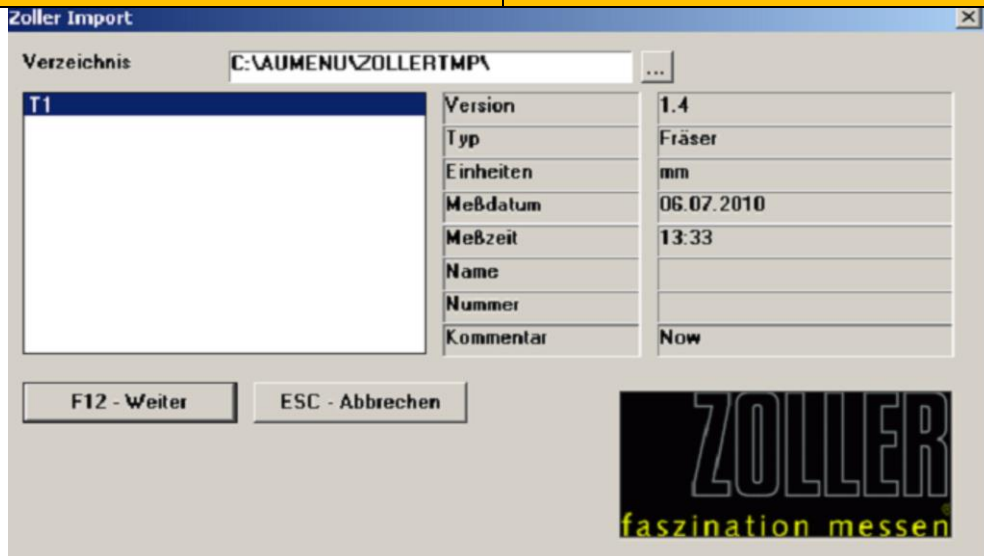 Zoller Import
Verzeichnis C:\AUMENU\ZOLLERTMP\ ...
T1
Version 1.4
Typ Fräser
Einheiten mm
Meßdatum 06.07.2010
Meßzeit 13:33
Name
Nummer
Kommentar Now
F12 - Weiter ESC - Abbrechen
ZOLLER
faszination messen